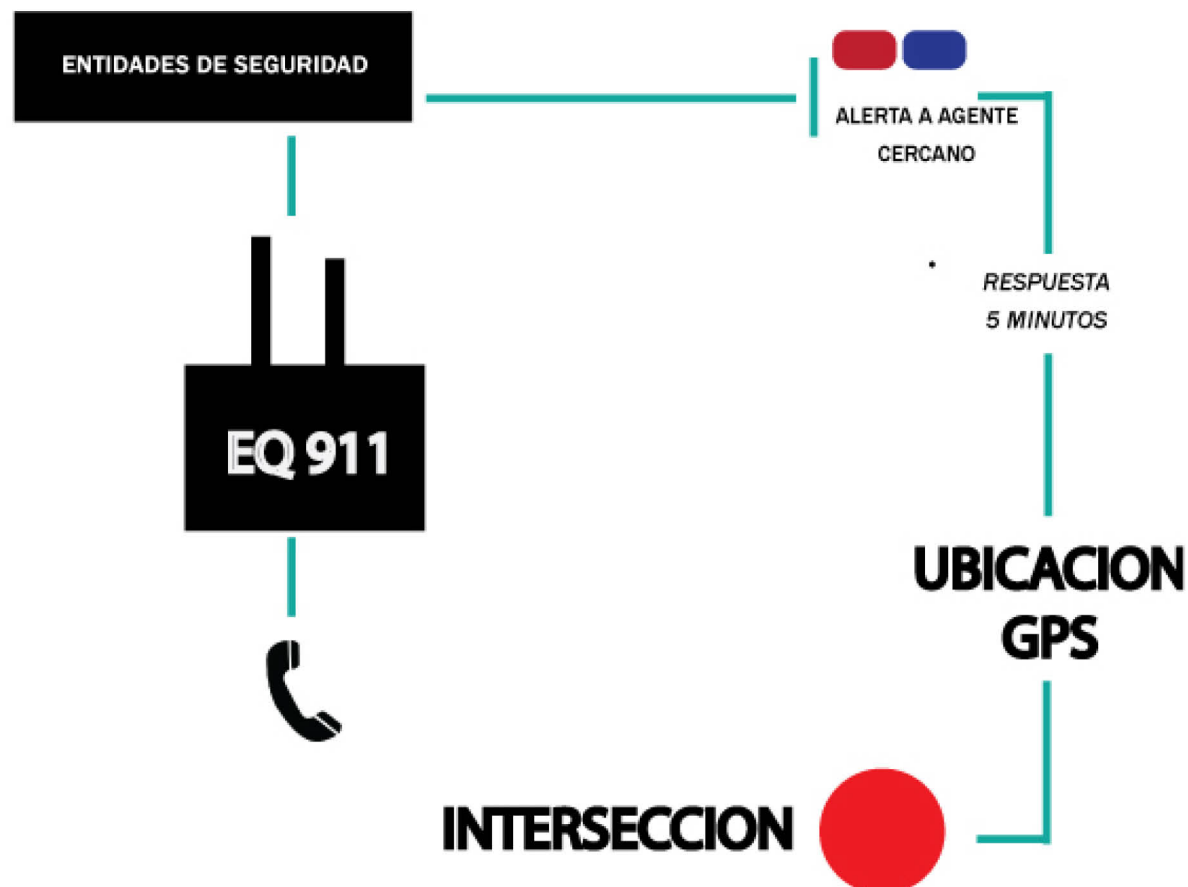 ENTIDADES DE SEGURIDAD
ALERTA A AGENTE
CERCANO
RESPUESTA
5 MINUTOS
EQ 911
UBICACION
GPS
INTERSECCION